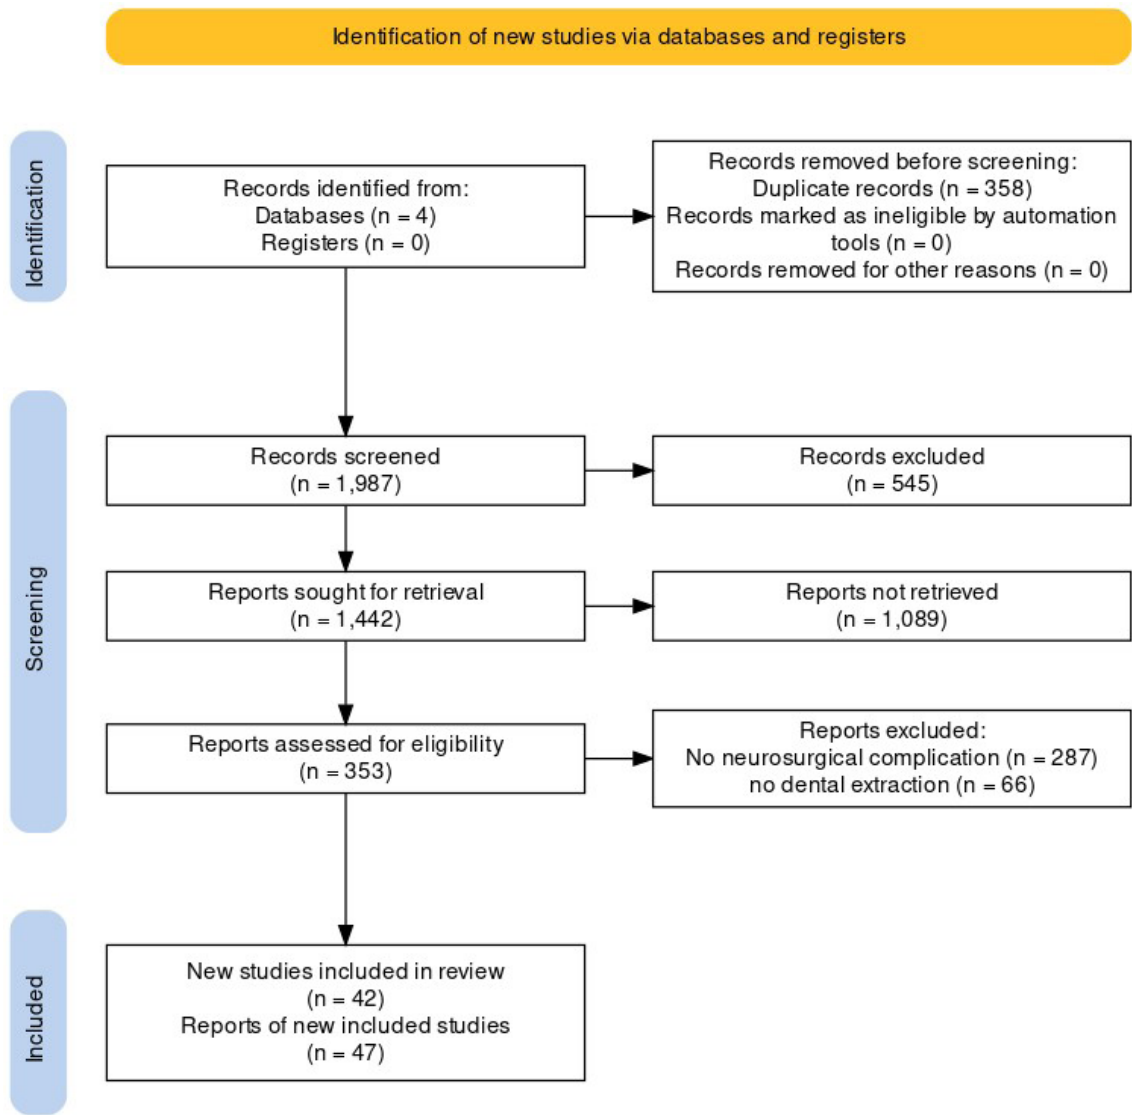 Identification of new studies via databases and registers
Identification
Records identified from:
Databases (n = 4)
Registers (n = 0)
Records removed before screening:
Duplicate records (n = 358)
Records marked as ineligible by automation
tools (n = 0)
Records removed for other reasons (n = 0)
Screening
Records screened
(n = 1,987)
Records excluded
(n = 545)
Reports sought for retrieval
(n = 1,442)
Reports not retrieved
(n = 1,089)
Reports assessed for eligibility
(n = 353)
Reports excluded:
No neurosurgical complication (n = 287)
no dental extraction (n = 66)
Included
New studies included in review
(n = 42)
Reports of new included studies
(n = 47)